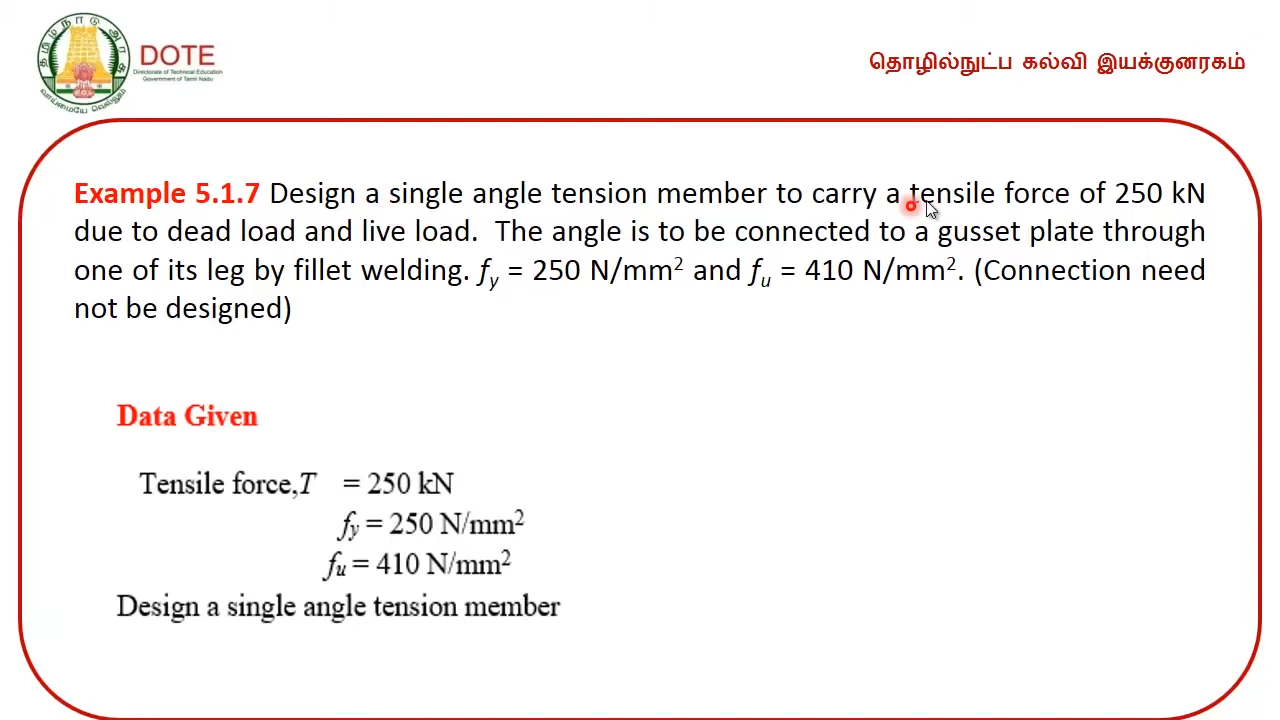 தமிழ்நாடு அரசு
வாய்மையே வெல்லும்
DOTE
Directorate of Technical Education
Government of Tamil Nadu
தொழில்நுட்ப கல்வி இயக்குனரகம்
Example 5.1.7 Design a single angle tension member to carry a tensile force of 250 kN
due to dead load and live load. The angle is to be connected to a gusset plate through
one of its leg by fillet welding. fy = 250 N/mm² and fu = 410 N/mm². (Connection need
not be designed)
Data Given
Tensile force,T = 250 kN
fy = 250 N/mm²
fu = 410 N/mm²
Design a single angle tension member